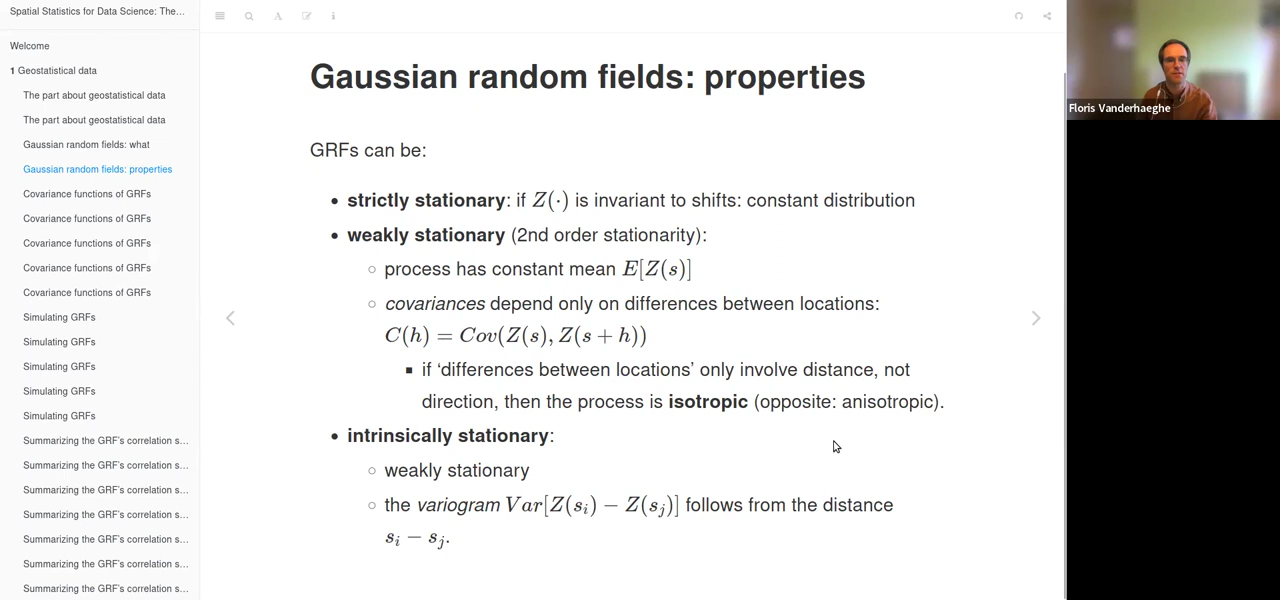 Spatial Statistics for Data Science: The...
Welcome
1 Geostatistical data
The part about geostatistical data
The part about geostatistical data
Gaussian random fields: what
Gaussian random fields: properties
Covariance functions of GRFs
Covariance functions of GRFs
Covariance functions of GRFs
Covariance functions of GRFs
Covariance functions of GRFs
Simulating GRFs
Simulating GRFs
Simulating GRFs
Simulating GRFs
Simulating GRFs
Summarizing the GRF's correlation s...
Summarizing the GRF's correlation s...
Summarizing the GRF's correlation s...
Summarizing the GRF's correlation s...
Summarizing the GRF's correlation s...
Summarizing the GRF's correlation s...
Summarizing the GRF's correlation s...
A
i
Gaussian random fields: properties
GRFs can be:
• strictly stationary: if Z(·) is invariant to shifts: constant distribution
• weakly stationary (2nd order stationarity):
○ process has constant mean E[Z(s)]
○ covariances depend only on differences between locations:
C(h) = Cov(Z(s), Z(s + h))
▪ if ‘differences between locations’ only involve distance, not
direction, then the process is isotropic (opposite: anisotropic).
• intrinsically stationary:
○ weakly stationary
○ the variogram Var[Z(sᵢ) − Z(sⱼ)] follows from the distance
sᵢ − sⱼ.
Floris Vanderhaeghe